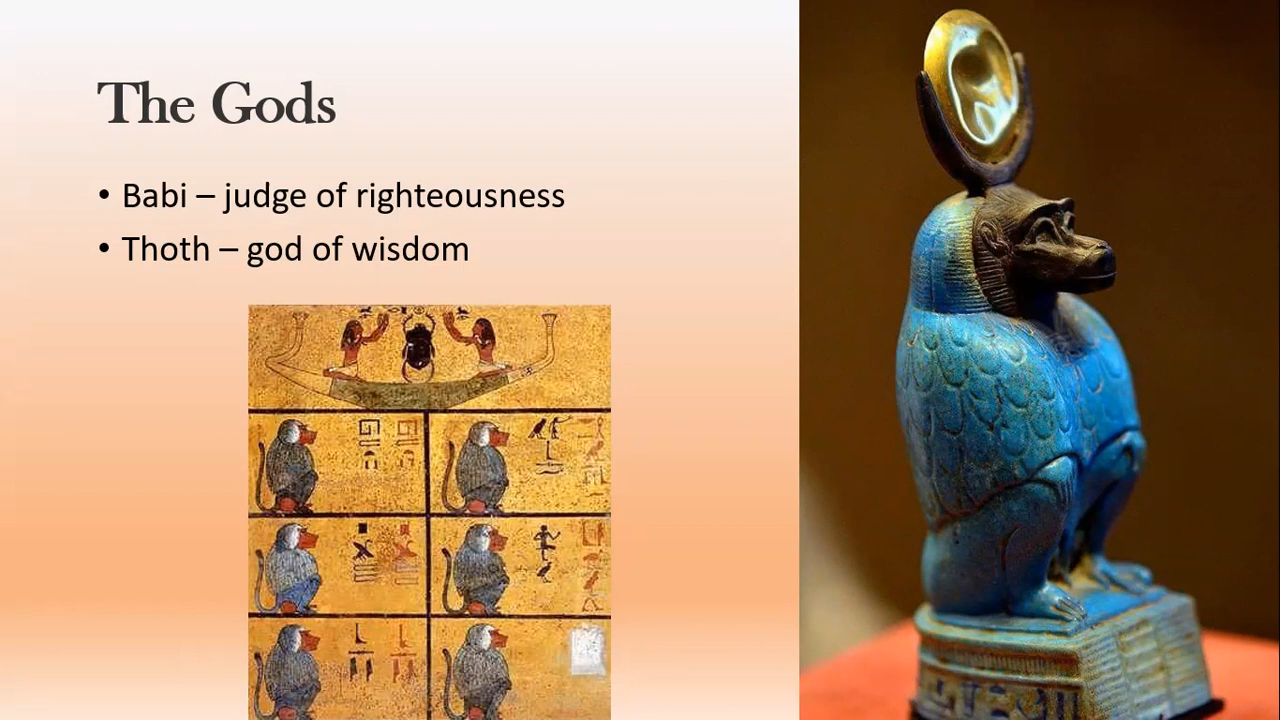 The Gods
• Babi – judge of righteousness
• Thoth – god of wisdom